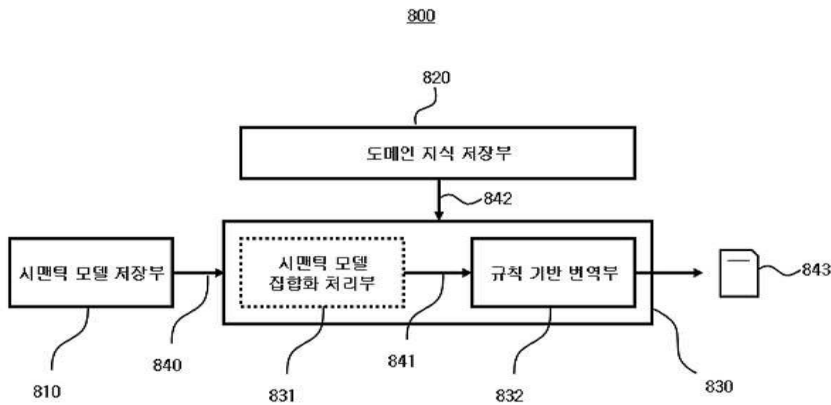 800
820
도메인 지식 저장부
842
시맨틱 모델 저장부
시맨틱 모델
집합화 처리부
규칙 기반 번역부
843
840
841
810
831
832
830